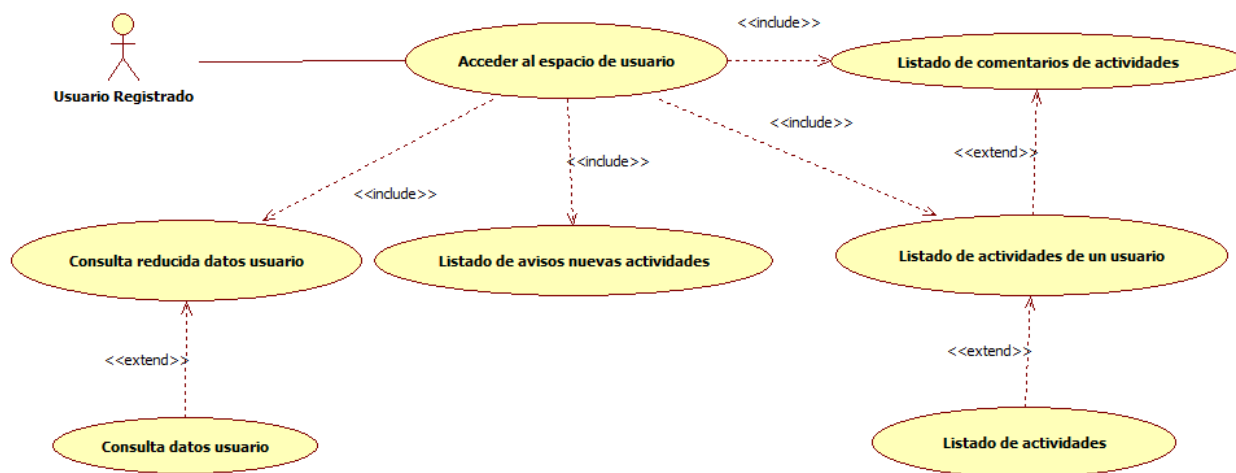 <<include>>
Acceder al espacio de usuario
Listado de comentarios de actividades
Usuario Registrado
<<include>>
<<extend>>
<<include>>
<<include>>
Consulta reducida datos usuario
Listado de avisos nuevas actividades
Listado de actividades de un usuario
<<extend>>
<<extend>>
Consulta datos usuario
Listado de actividades